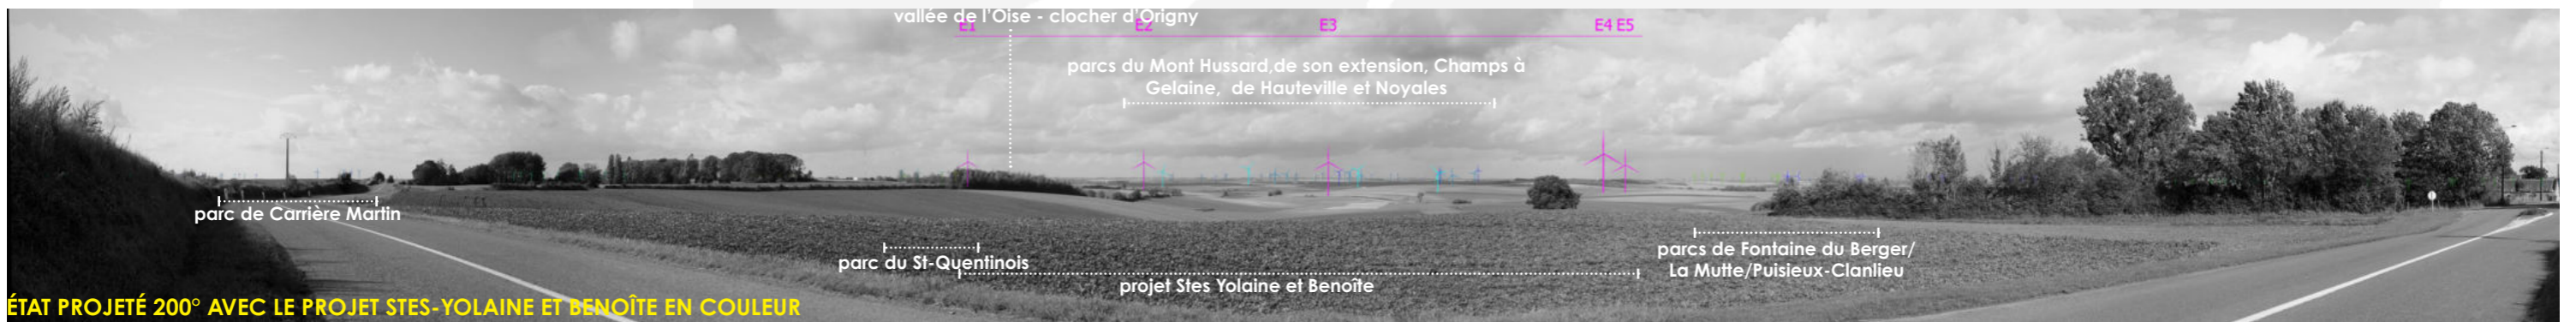 vallée de l'Oise - clocher d'Origny
E1 E2 E3 E4 E5
parcs du Mont Hussard,de son extension, Champs à
Gelaine, de Hauteville et Noyales
parc de Carrière Martin
parc du St-Quentinois
projet Stes Yolaine et Benoîte
parcs de Fontaine du Berger/
La Mutte/Puisieux-Clanlieu
ÉTAT PROJETÉ 200° AVEC LE PROJET STES-YOLAINE ET BENOÎTE EN COULEUR